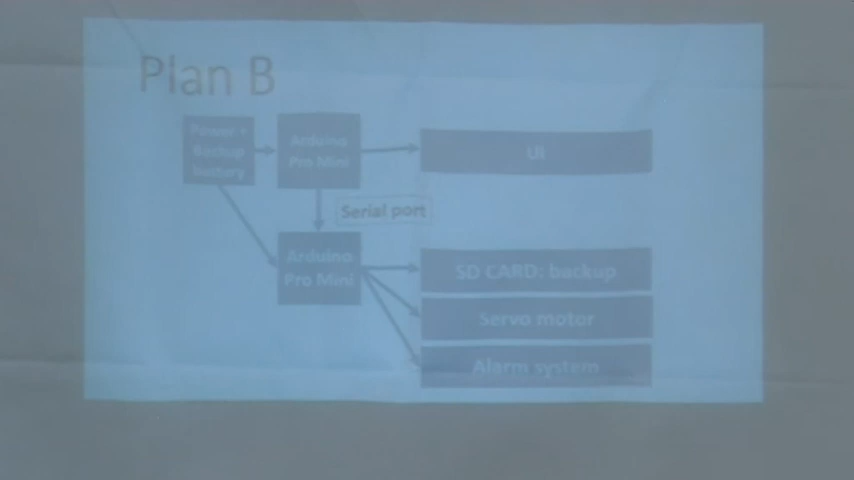 Plan B
Power +
Backup
battery
Arduino
Pro Mini
UI
Serial port
Arduino
Pro Mini
SD CARD: backup
Servo motor
Alarm system